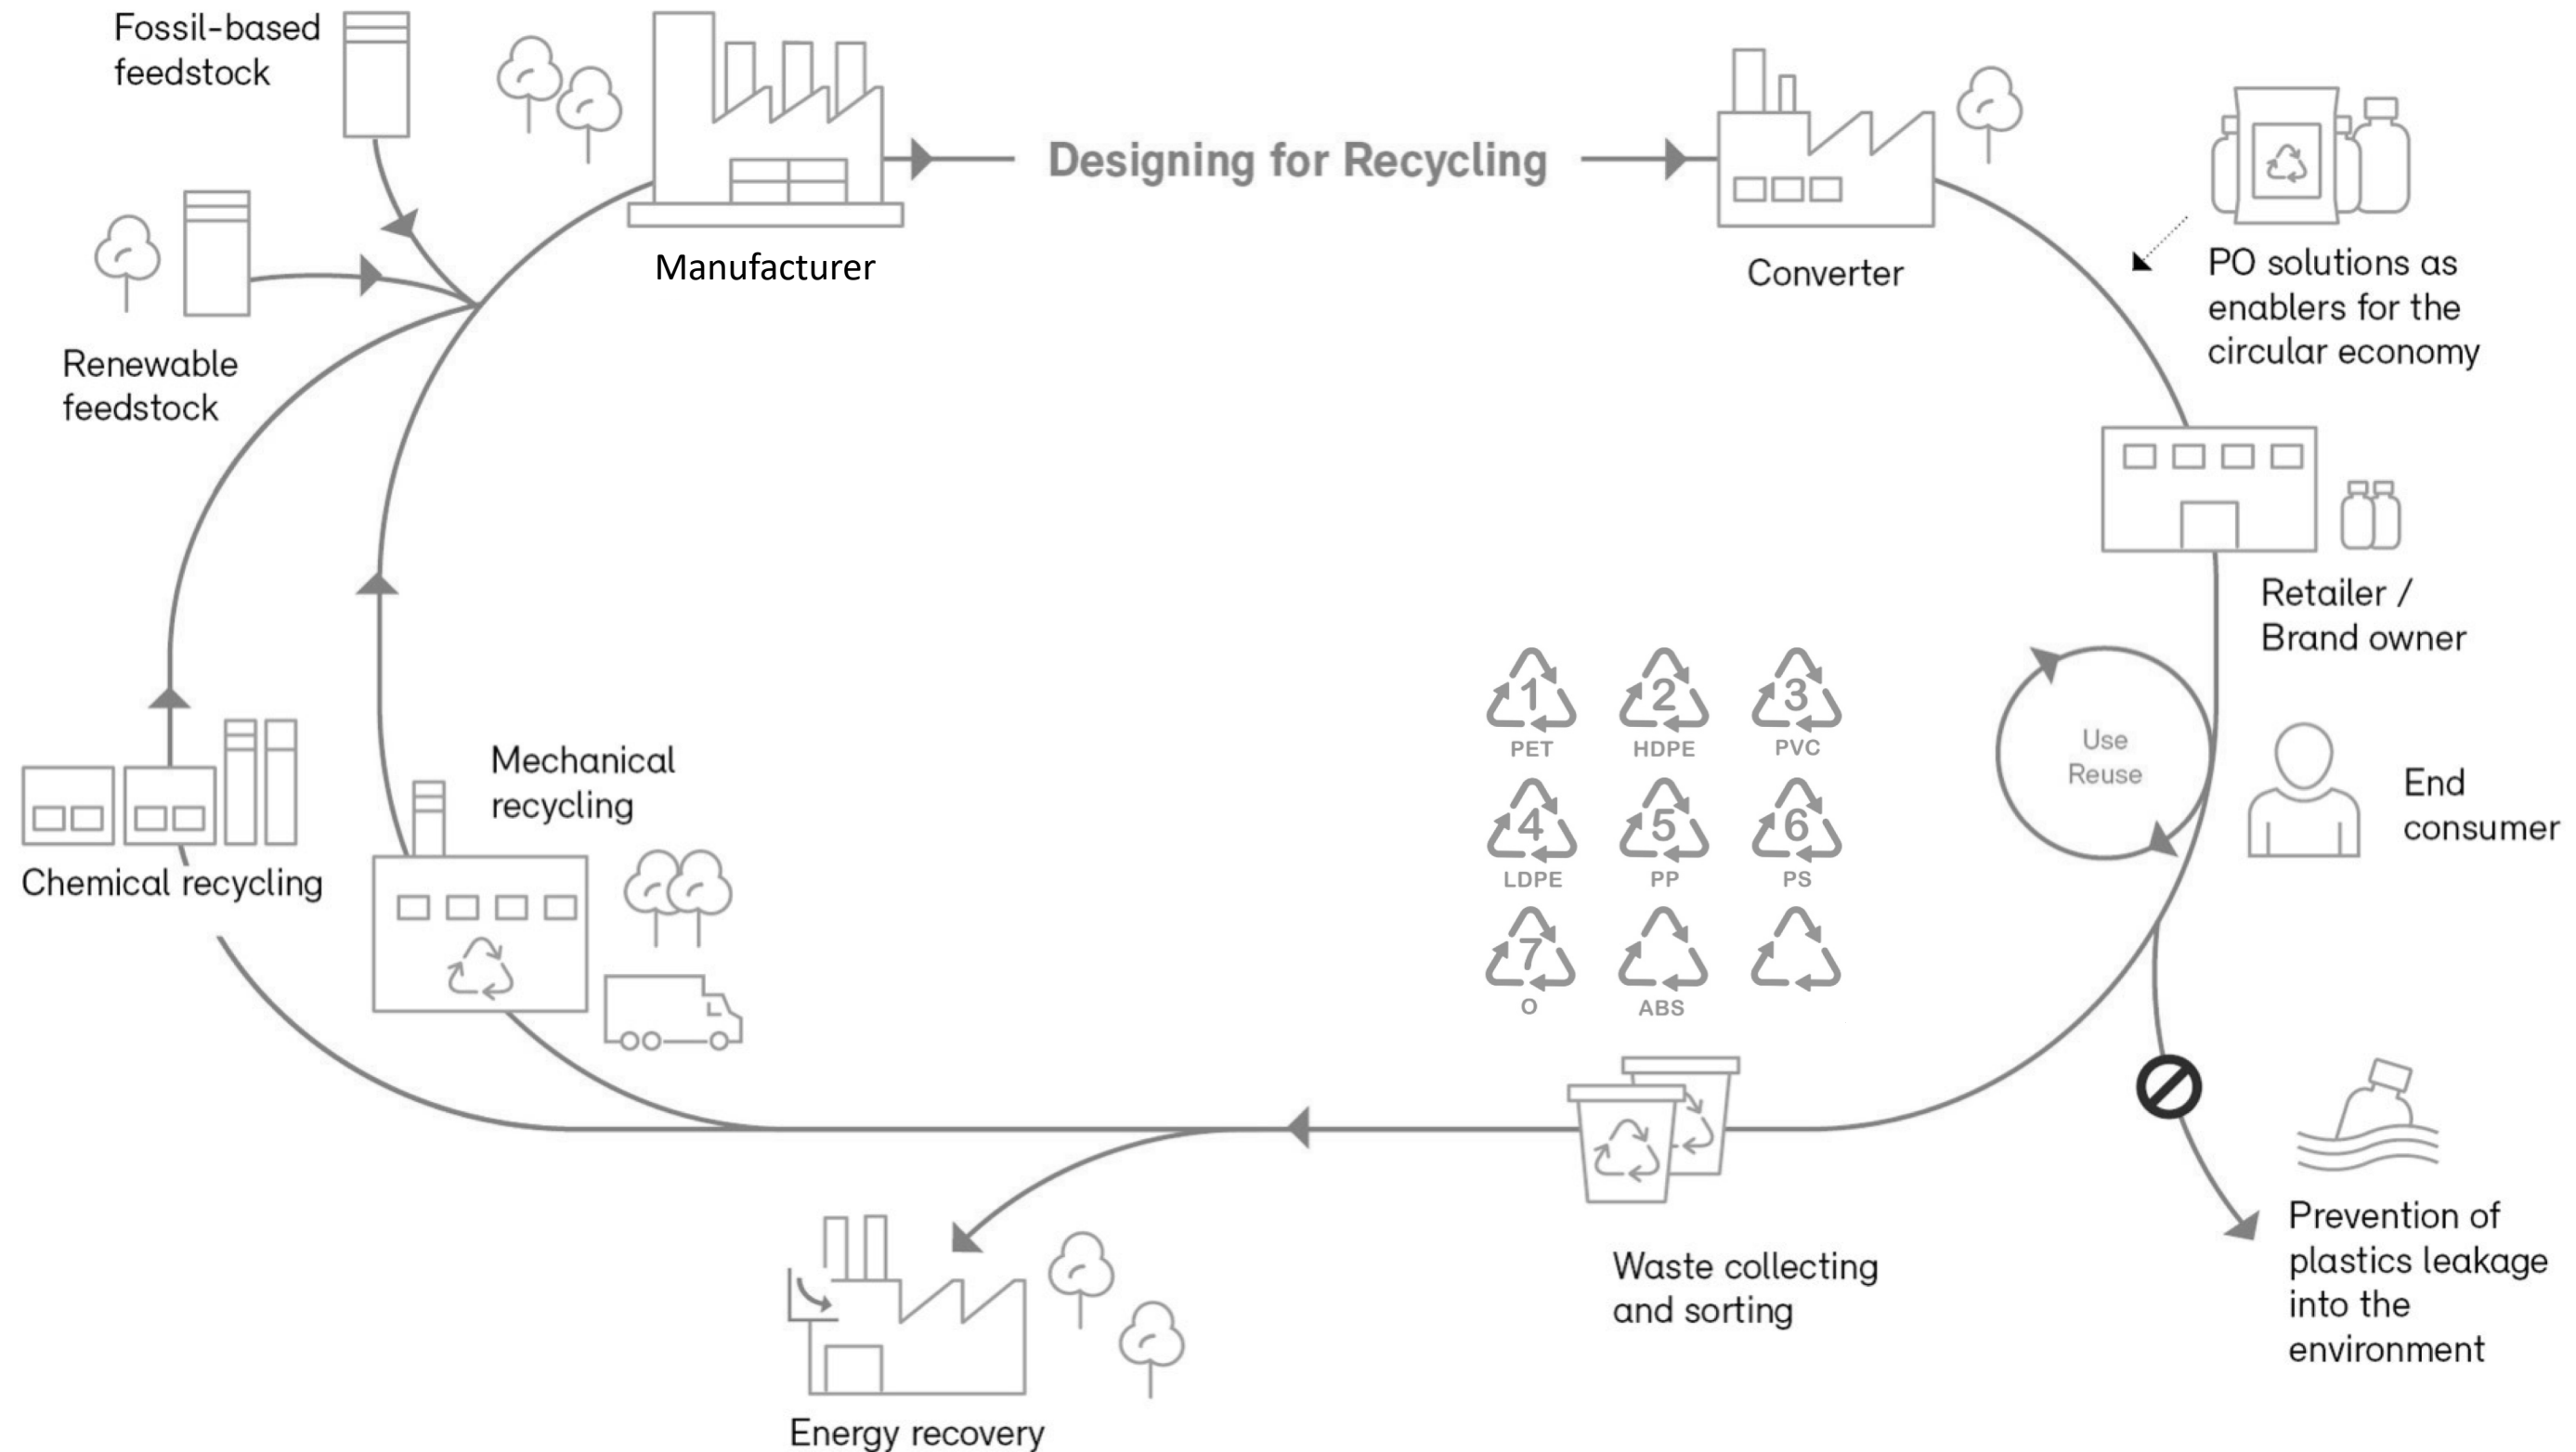 Fossil-based
feedstock
Designing for Recycling
Manufacturer
Converter
PO solutions as
enablers for the
circular economy
Renewable
feedstock
Retailer /
Brand owner
1
2
3
PET
HDPE
PVC
Use
Reuse
Mechanical
recycling
End
consumer
4
5
6
LDPE
PP
PS
Chemical recycling
7
O
ABS
Waste collecting
and sorting
Prevention of
plastics leakage
into the
environment
Energy recovery